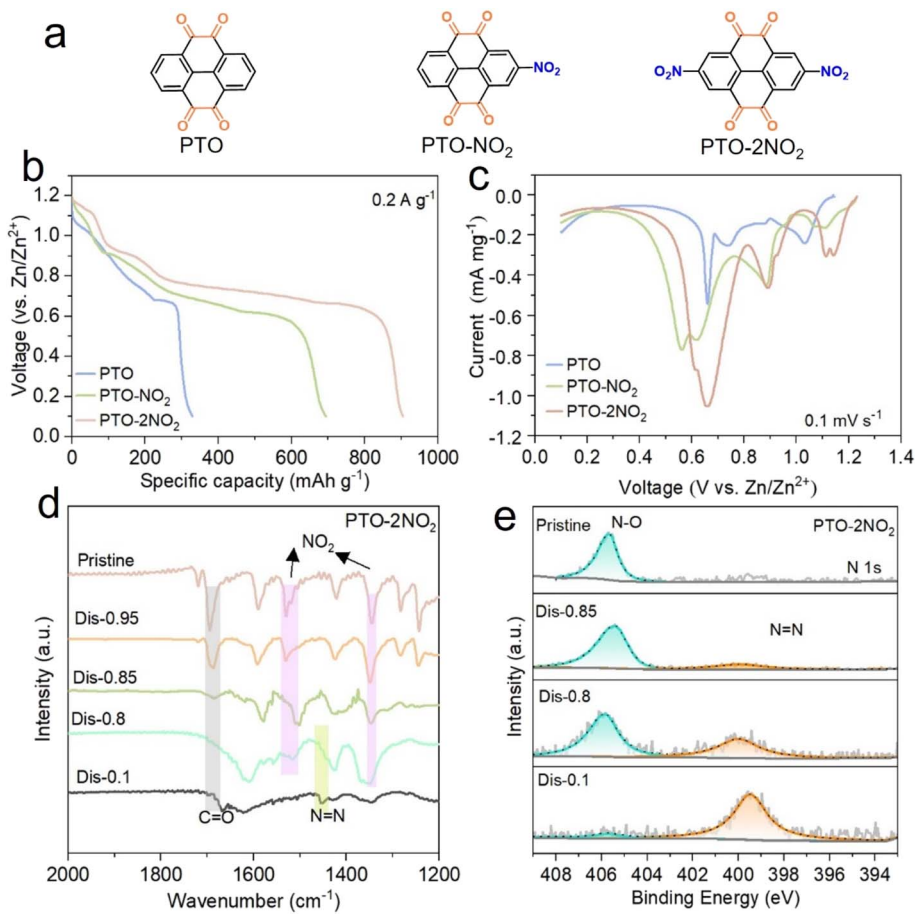 a
O O
O O
PTO
O O
NO₂
O O
PTO-NO₂
O O
O₂N NO₂
O O
PTO-2NO₂
b
0.2 A g⁻¹
Voltage (vs. Zn/Zn²⁺)
1.2
1.0
0.8
0.6
0.4
0.2
0.0
PTO
PTO-NO₂
PTO-2NO₂
0 200 400 600 800 1000
Specific capacity (mAh g⁻¹)
c
Current (mA mg⁻¹)
0.0
-0.2
-0.4
-0.6
-0.8
-1.0
-1.2
PTO
PTO-NO₂
PTO-2NO₂
0.1 mV s⁻¹
0.0 0.2 0.4 0.6 0.8 1.0 1.2 1.4
Voltage (V vs. Zn/Zn²⁺)
d
PTO-2NO₂
NO₂
Pristine
Dis-0.95
Dis-0.85
Dis-0.8
Dis-0.1
C=O N=N
Intensity (a.u.)
2000 1800 1600 1400 1200
Wavenumber (cm⁻¹)
e
Pristine N-O PTO-2NO₂
N 1s
Dis-0.85
N=N
Dis-0.8
Dis-0.1
Intensity (a.u.)
408 406 404 402 400 398 396 394
Binding Energy (eV)